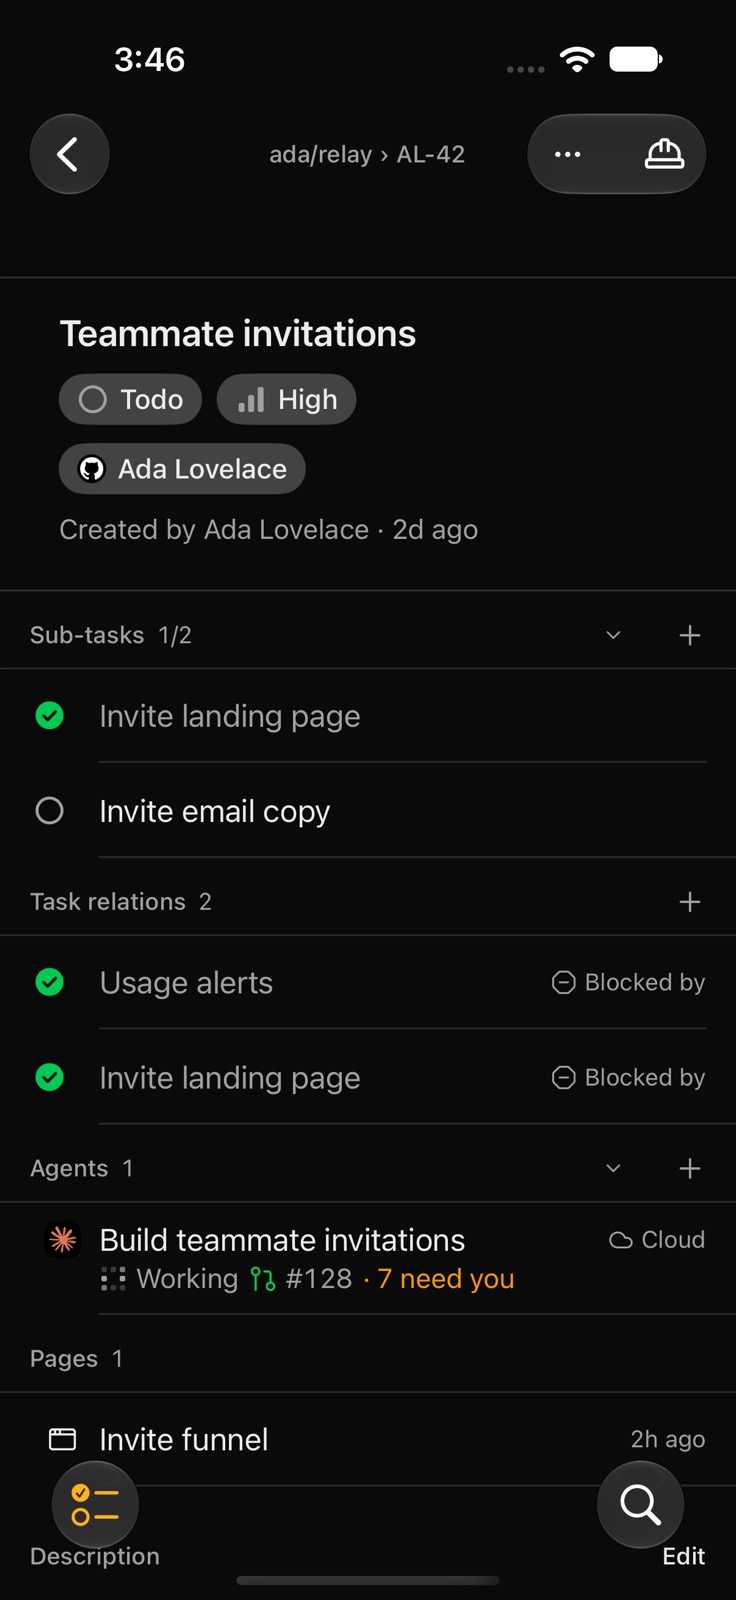 3:46
ada/relay › AL-42
Teammate invitations
Todo
High
Ada Lovelace
Created by Ada Lovelace · 2d ago
Sub-tasks 1/2
Invite landing page
Invite email copy
Task relations 2
Usage alerts
Blocked by
Invite landing page
Blocked by
Agents 1
Build teammate invitations
Cloud
Working #128 · 7 need you
Pages 1
Invite funnel
2h ago
Description
Edit